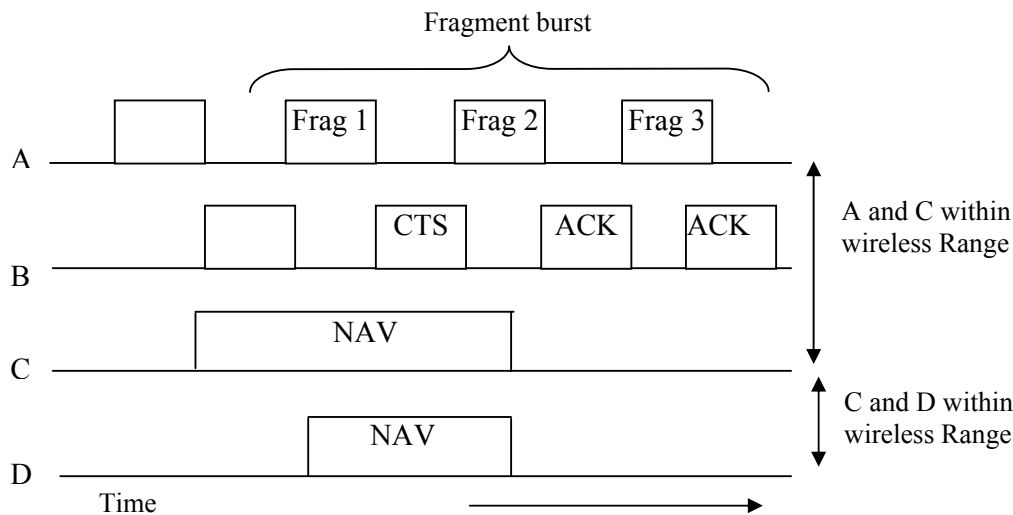 Fragment burst
Frag 1 Frag 2 Frag 3
A
A and C within
wireless Range
CTS ACK ACK
B
NAV
C
C and D within
wireless Range
NAV
D
Time